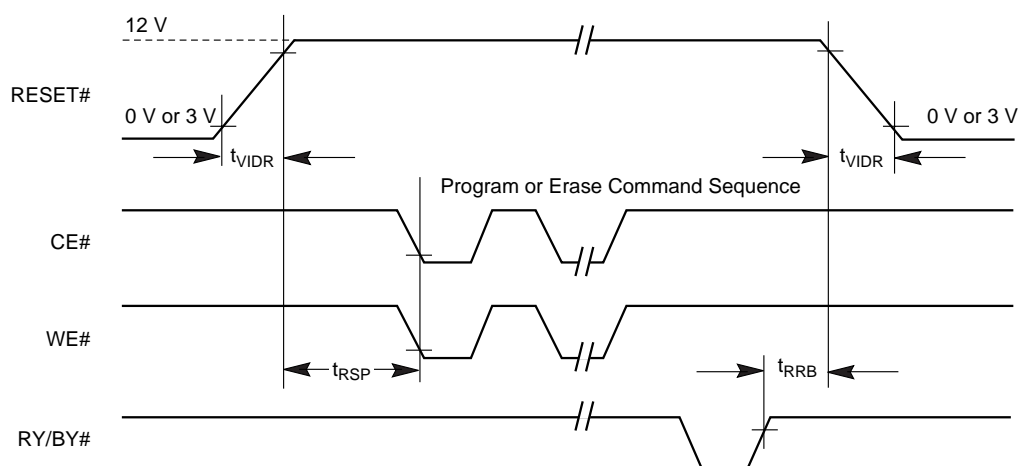 12 V
RESET#
0 V or 3 V
0 V or 3 V
tVIDR
tVIDR
Program or Erase Command Sequence
CE#
WE#
tRSP
tRRB
RY/BY#